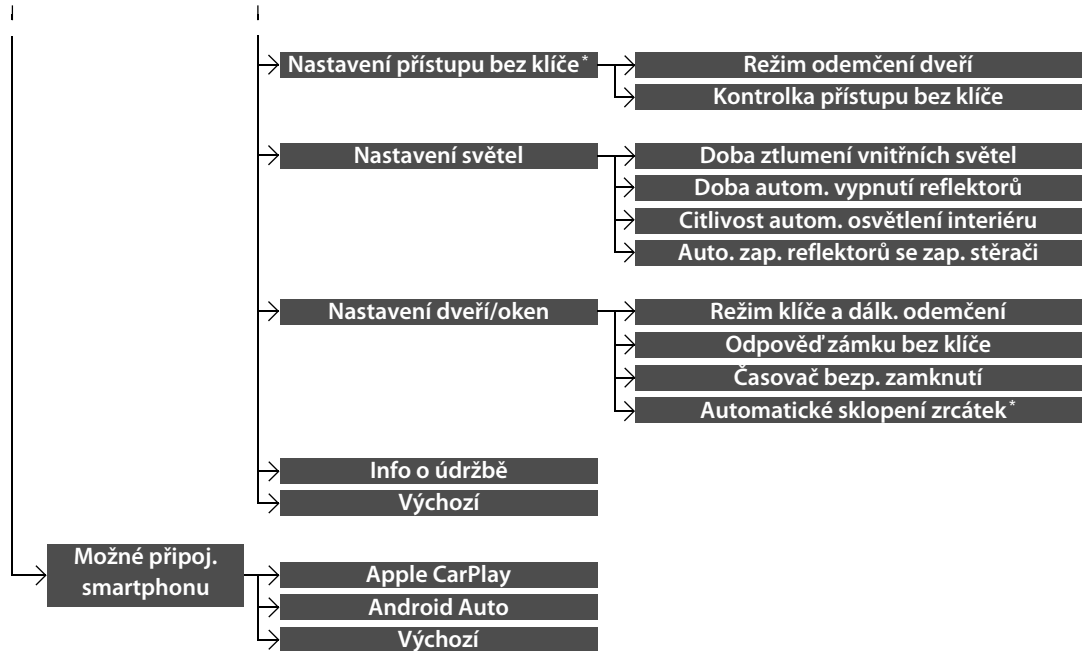 Nastavení přístupu bez klíče*
Režim odemčení dveří
Kontrolka přístupu bez klíče
Nastavení světel
Doba ztlumení vnitřních světel
Doba autom. vypnutí reflektorů
Citlivost autom. osvětlení interiéru
Auto. zap. reflektorů se zap. stěrači
Nastavení dveří/oken
Režim klíče a dálk. odemčení
Odpověď zámku bez klíče
Časovač bezp. zamknutí
Automatické sklopení zrcátek*
Info o údržbě
Výchozí
Možné připoj.
smartphonu
Apple CarPlay
Android Auto
Výchozí